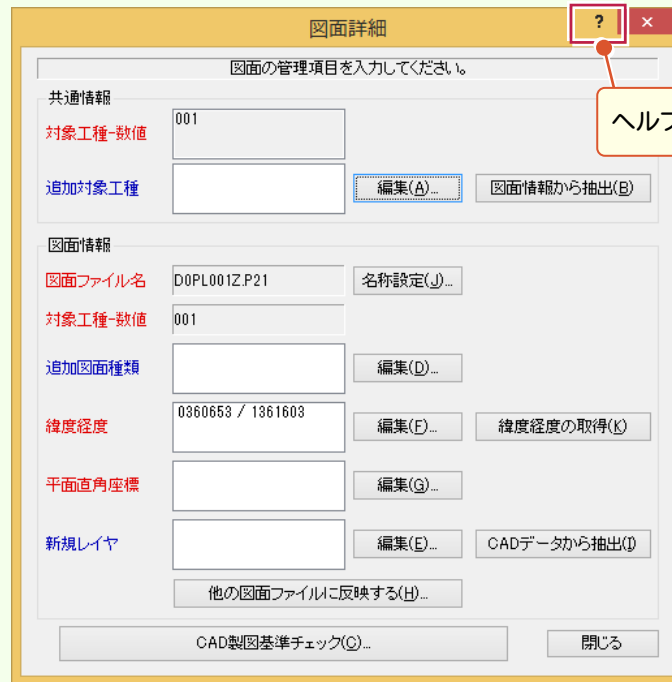 図面詳細
?
×
図面の管理項目を入力してください。
共通情報
対象工種-数値
001
追加対象工種
編集(A)...
図面情報から抽出(B)
図面情報
図面ファイル名
D0PL001Z.P21
名称設定(J)...
対象工種-数値
001
追加図面種類
編集(D)...
緯度経度
0360653 / 1361603
編集(F)...
緯度経度の取得(K)
平面直角座標
編集(G)...
新規レイヤ
編集(E)...
CADデータから抽出(I)
他の図面ファイルに反映する(H)...
CAD製図基準チェック(C)...
閉じる